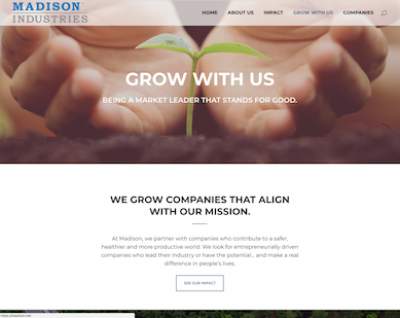 MADISON
INDUSTRIES
HOME ABOUT US IMPACT GROW WITH US COMPANIES
GROW WITH US
BEING A MARKET LEADER THAT STANDS FOR GOOD.
WE GROW COMPANIES THAT ALIGN
WITH OUR MISSION.
At Madison, we partner with companies who contribute to a safer,
healthier and more productive world. We look for entrepreneurially driven
companies who lead their industry or have the potential... and make a real
difference in people's lives.
SEE OUR IMPACT